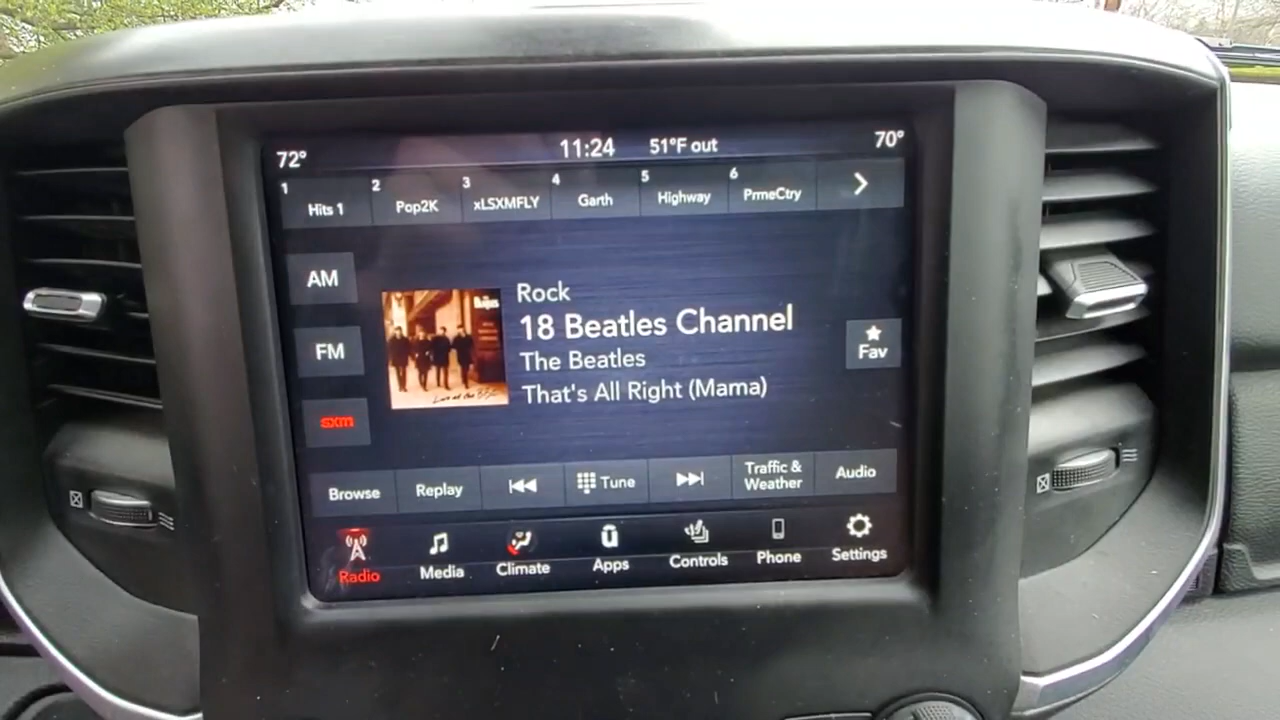 72° 11:24 51°F out 70°
1 Hits 1 2 Pop2K 3 xLSXMFLY 4 Garth 5 Highway 6 PrmeCtry
AM
FM
sxm
Rock
18 Beatles Channel
The Beatles
That's All Right (Mama)
Fav
Browse Replay Tune Traffic & Weather Audio
Radio Media Climate Apps Controls Phone Settings